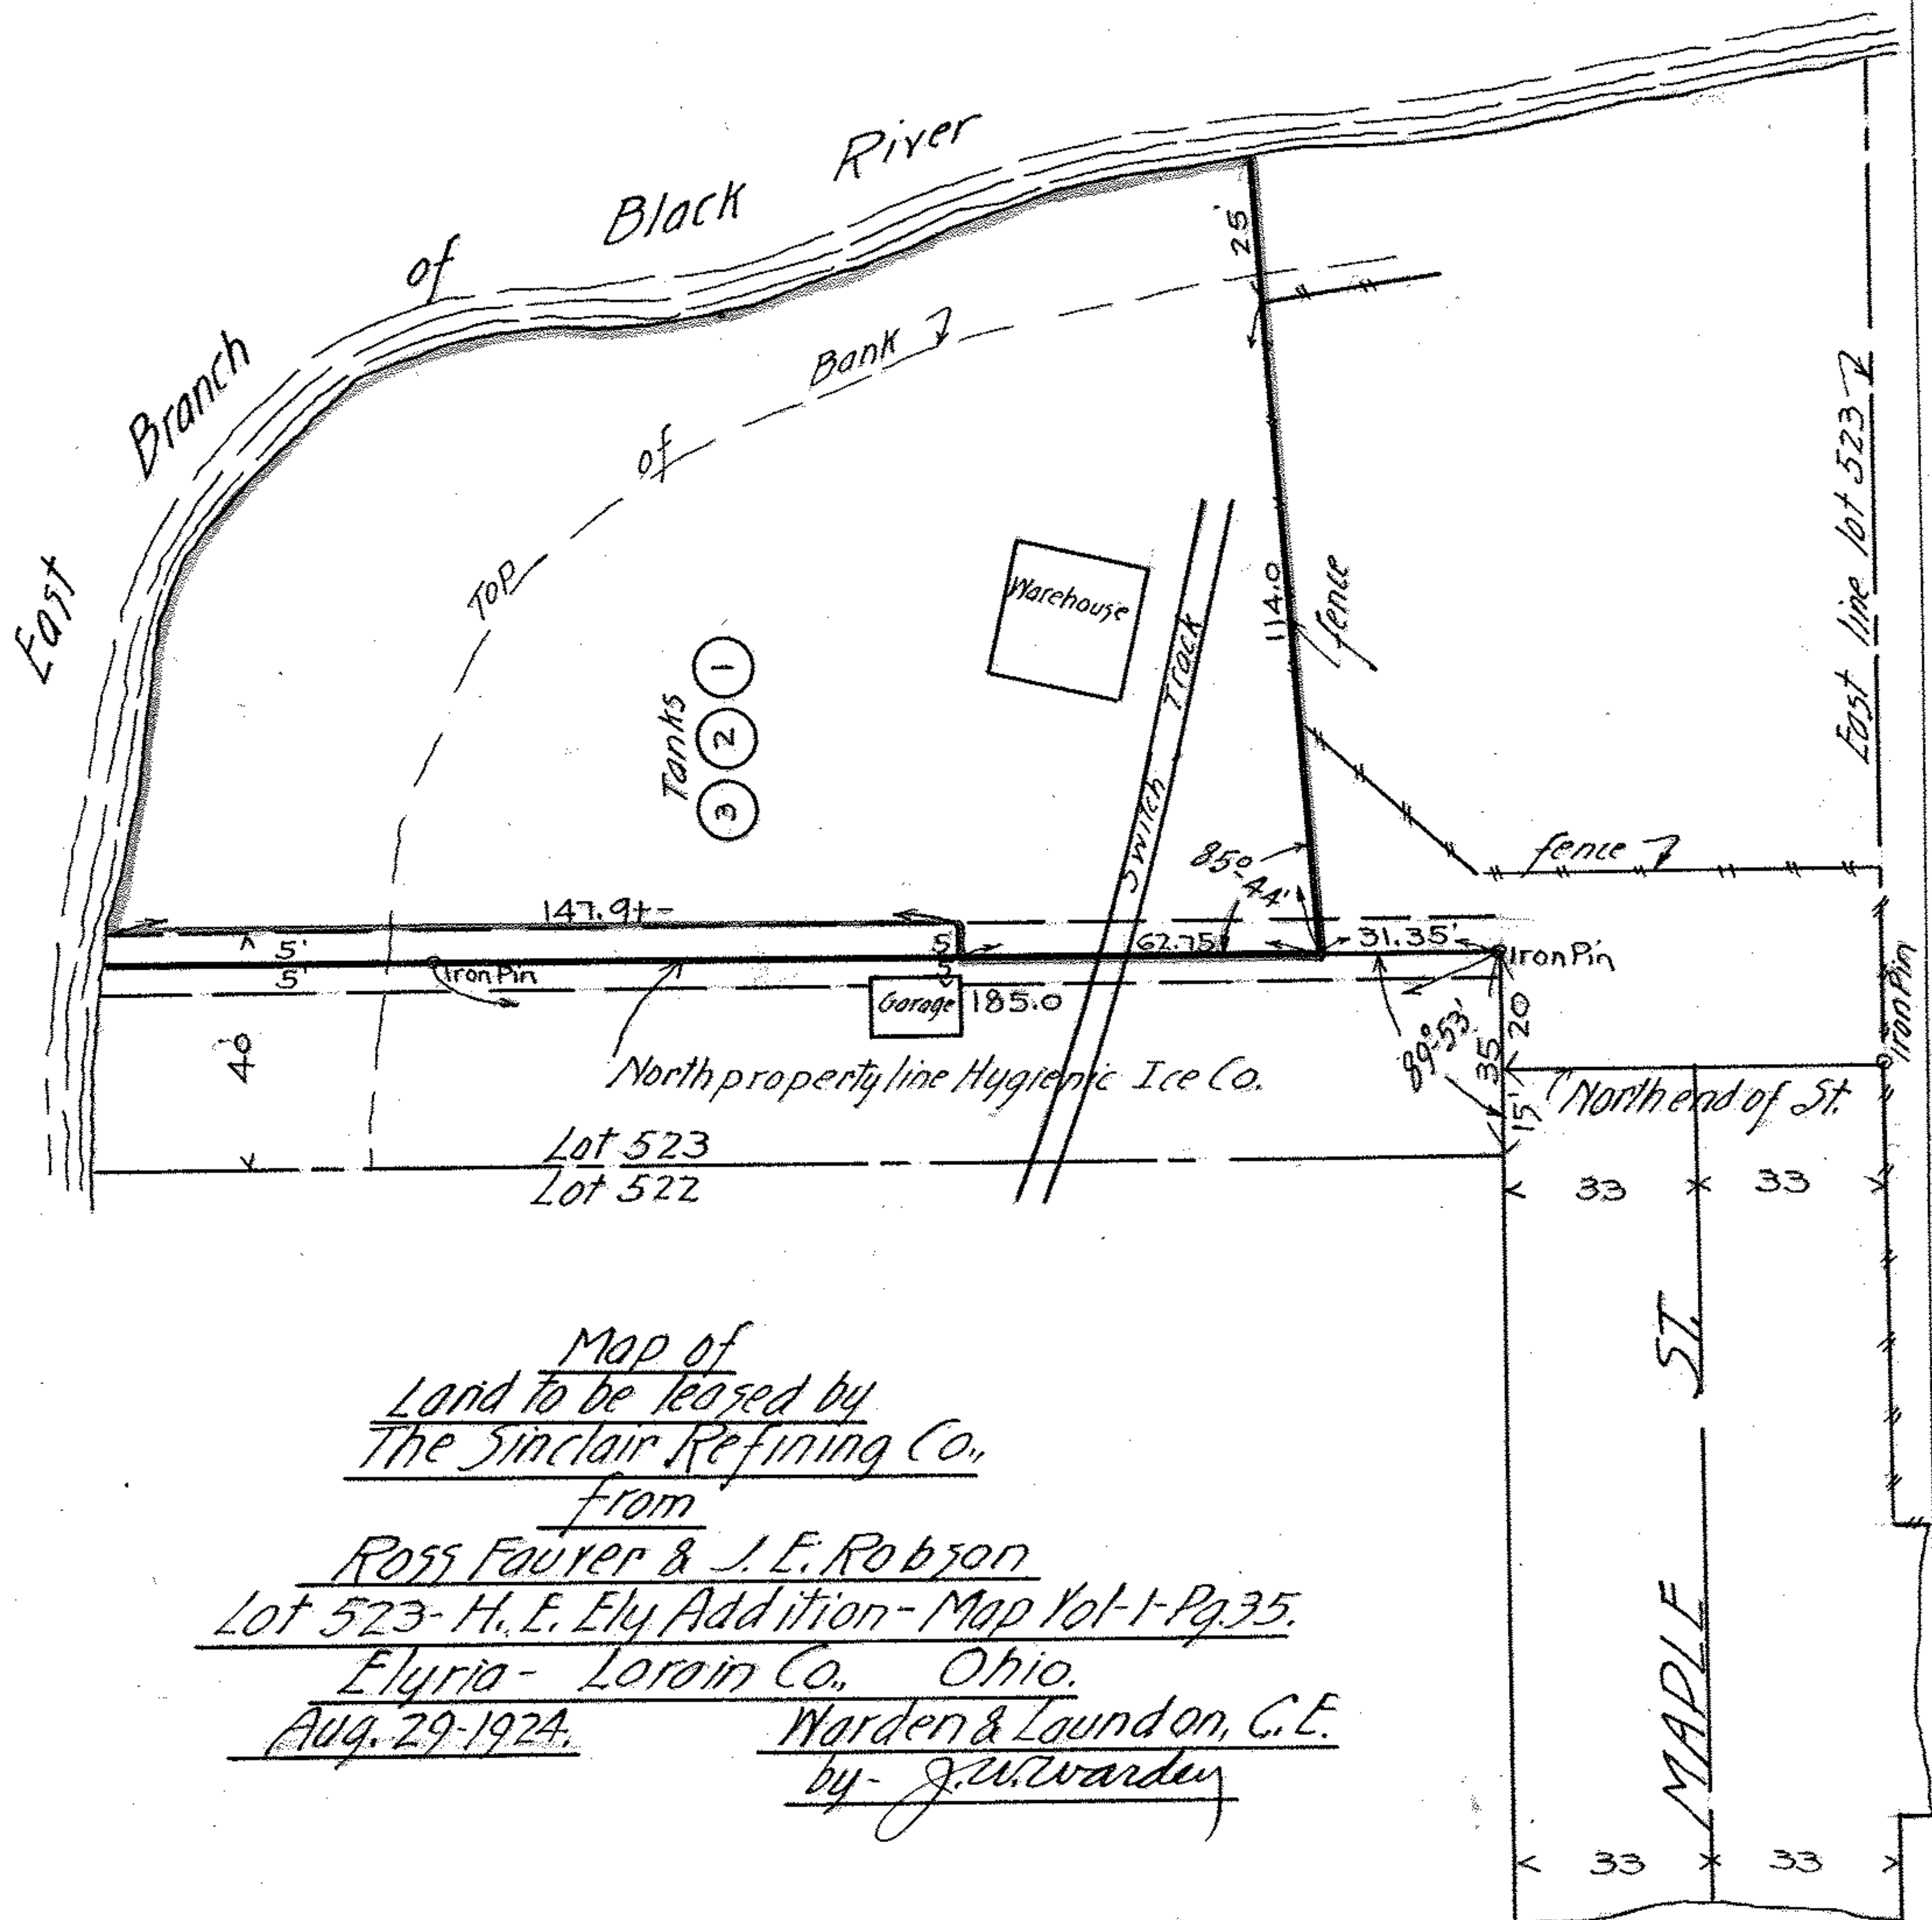 East Branch of Black River
25'
Top of Bank
East line lot 523
Warehouse
114.0
fence
Tanks
1
2
3
Switch Track
85°-44'
fence
147.9+-
5'
5
62.75
31.35'
Iron Pin
5'
5
Iron Pin
Garage
185.0
20
Iron Pin
40
North property line Hygienic Ice Co.
89°-53'
35
15'
North end of St.
Lot 523
Lot 522
33
33
Map of
Land to be leased by
The Sinclair Refining Co.,
from
Ross Faurer & J. E. Robson
Lot 523- H. E. Ely Addition- Map Vol-1-Pg.35.
Elyria- Lorain Co., Ohio.
Aug. 29-1924.
Warden & Laundon, C.E.
by- J.W. Warden
MAPLE ST.
33
33